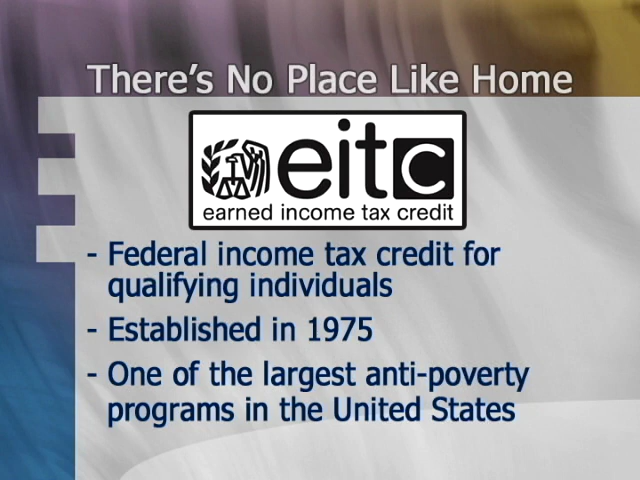 There's No Place Like Home
eitc
earned income tax credit
- Federal income tax credit for
qualifying individuals
- Established in 1975
- One of the largest anti-poverty
programs in the United States